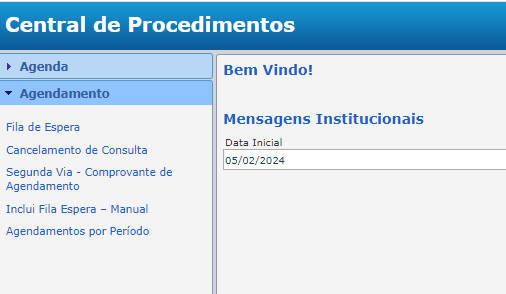 Central de Procedimentos
Agenda
Agendamento
Fila de Espera
Cancelamento de Consulta
Segunda Via - Comprovante de
Agendamento
Inclui Fila Espera – Manual
Agendamentos por Período
Bem Vindo!
Mensagens Institucionais
Data Inicial
05/02/2024